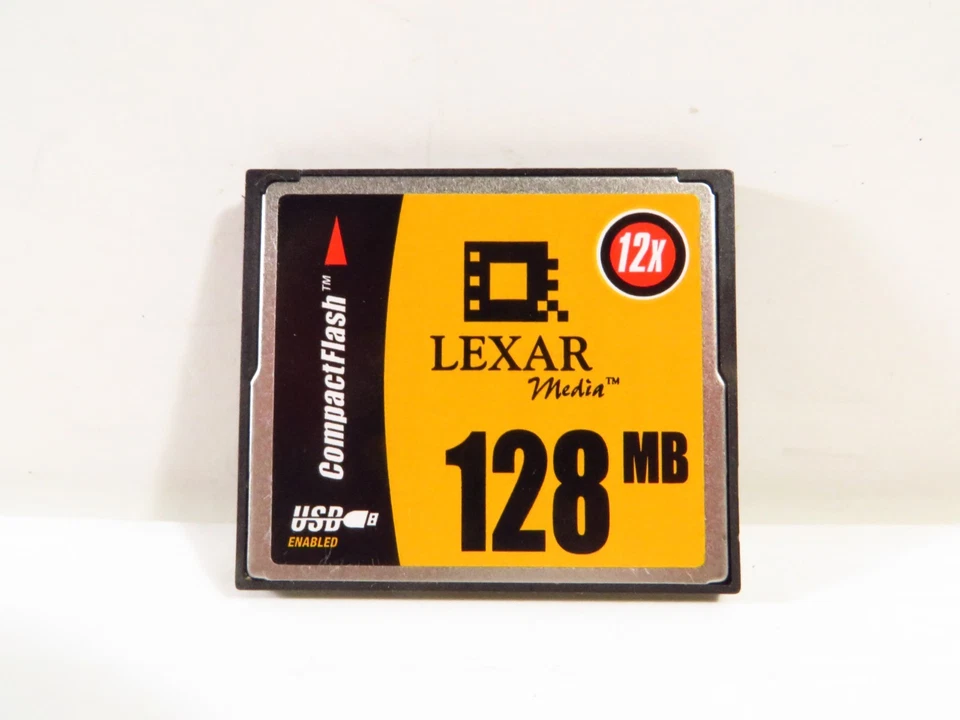 12x
LEXAR
Media™
128 MB
CompactFlash™
USB
ENABLED